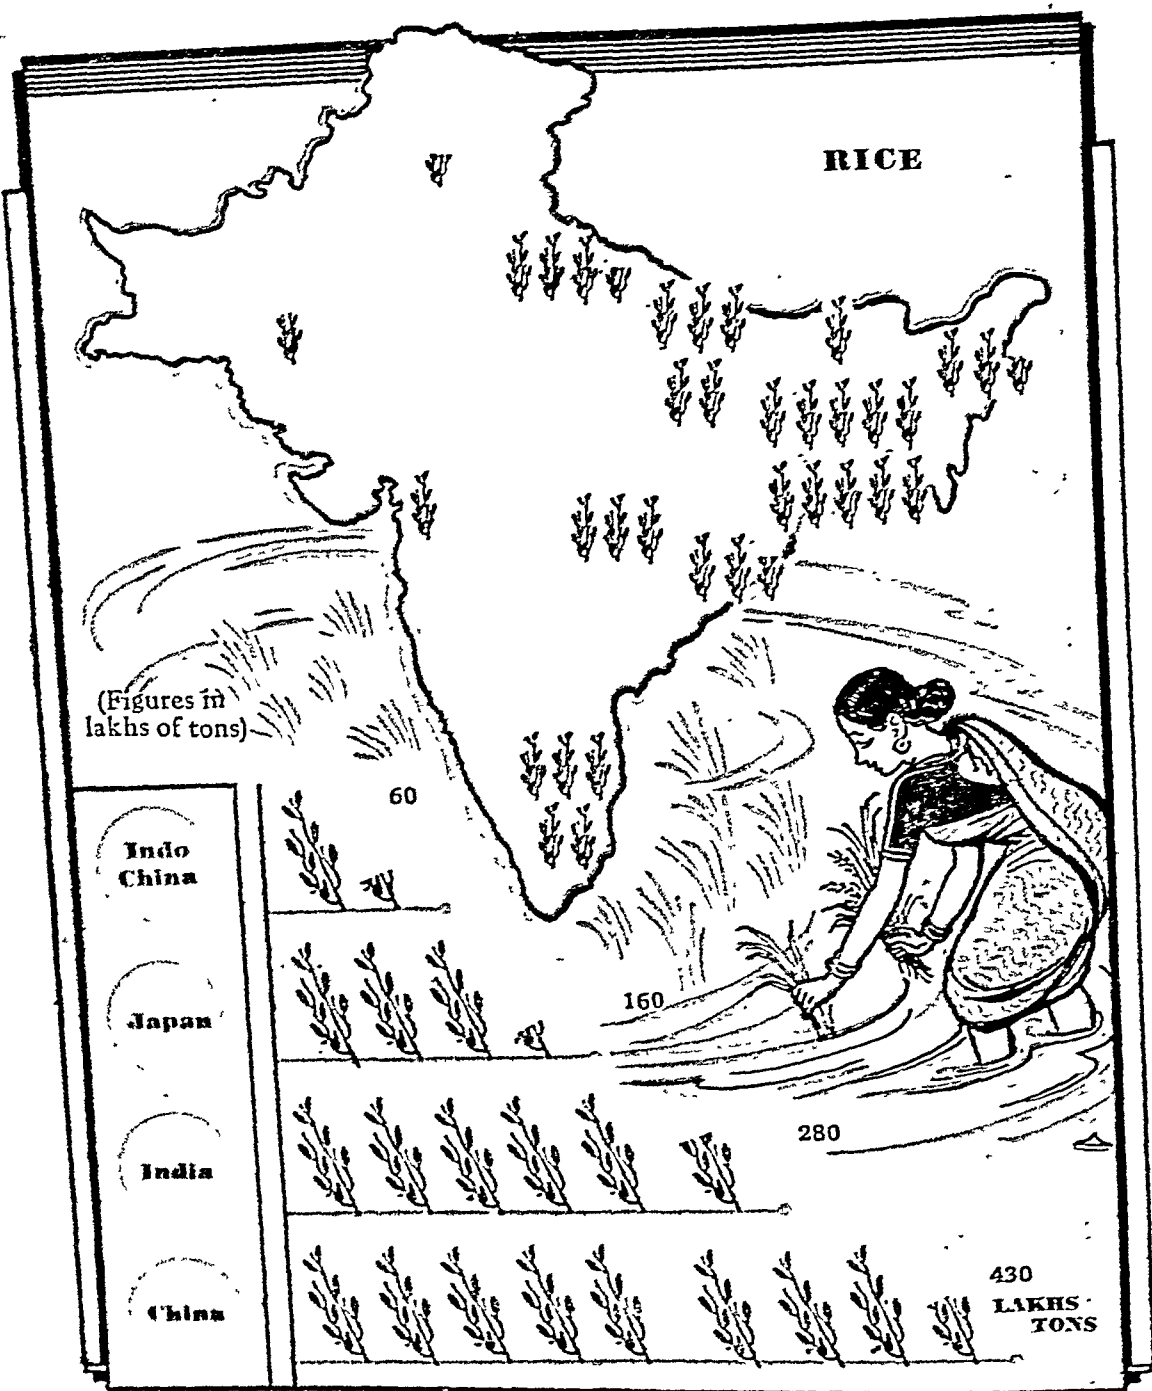 RICE
(Figures in
lakhs of tons)
60
Indo
China
160
Japan
280
India
430
LAKHS
TONS
China